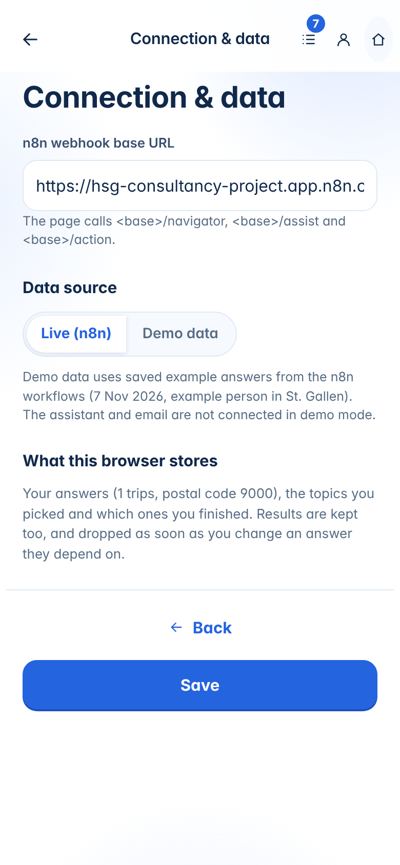 Connection & data
7
Connection & data
n8n webhook base URL
https://hsg-consultancy-project.app.n8n.c
The page calls <base>/navigator, <base>/assist and
<base>/action.
Data source
Live (n8n)
Demo data
Demo data uses saved example answers from the n8n
workflows (7 Nov 2026, example person in St. Gallen).
The assistant and email are not connected in demo mode.
What this browser stores
Your answers (1 trips, postal code 9000), the topics you
picked and which ones you finished. Results are kept
too, and dropped as soon as you change an answer
they depend on.
Back
Save